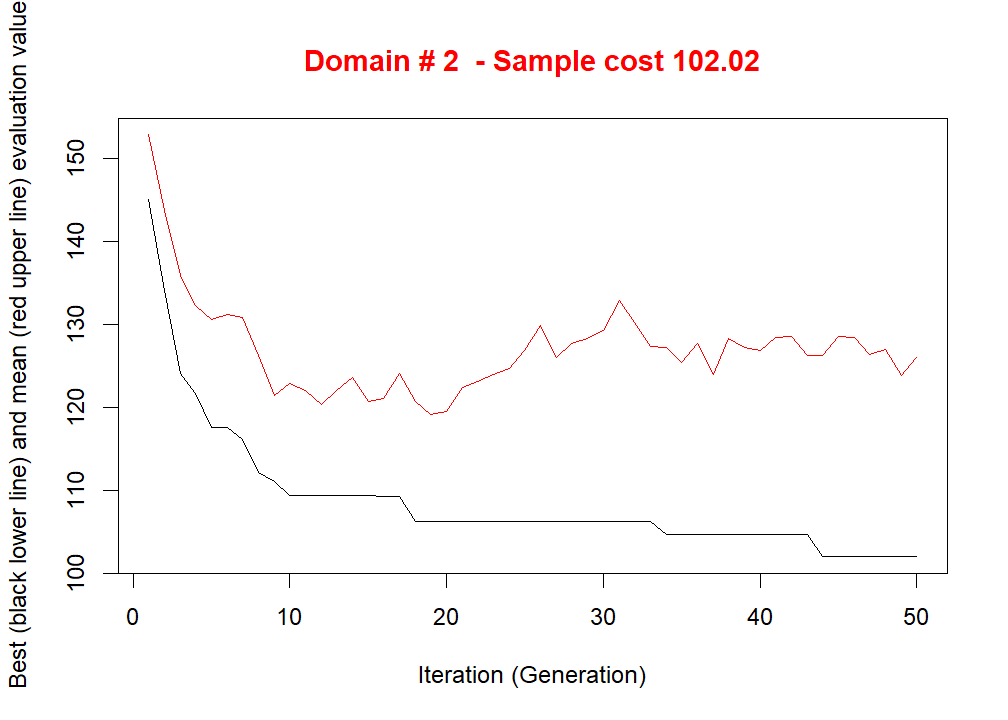 Domain # 2  - Sample cost 102.02
Best (black lower line) and mean (red upper line) evaluation value
150
140
130
120
110
100
0 10 20 30 40 50
Iteration (Generation)